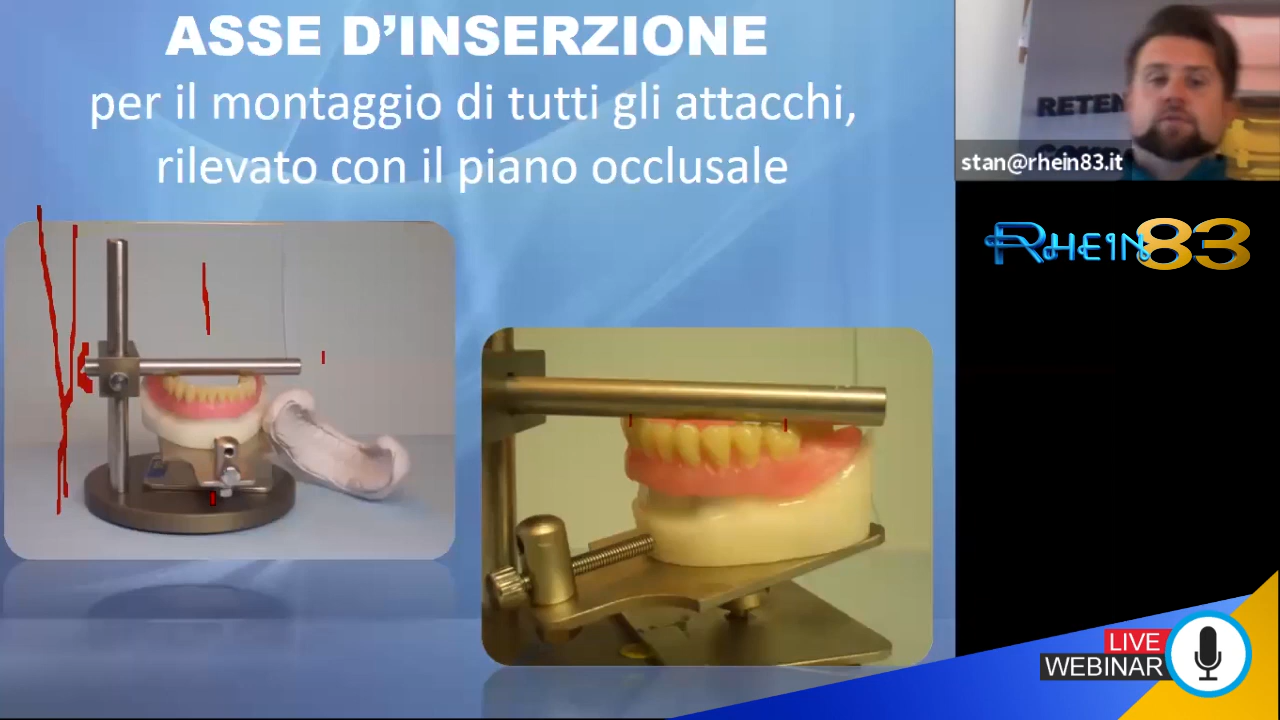 ASSE D’INSERZIONE
per il montaggio di tutti gli attacchi,
rilevato con il piano occlusale
RETEN
stan@rhein83.it
RHEIN83
LIVE
WEBINAR